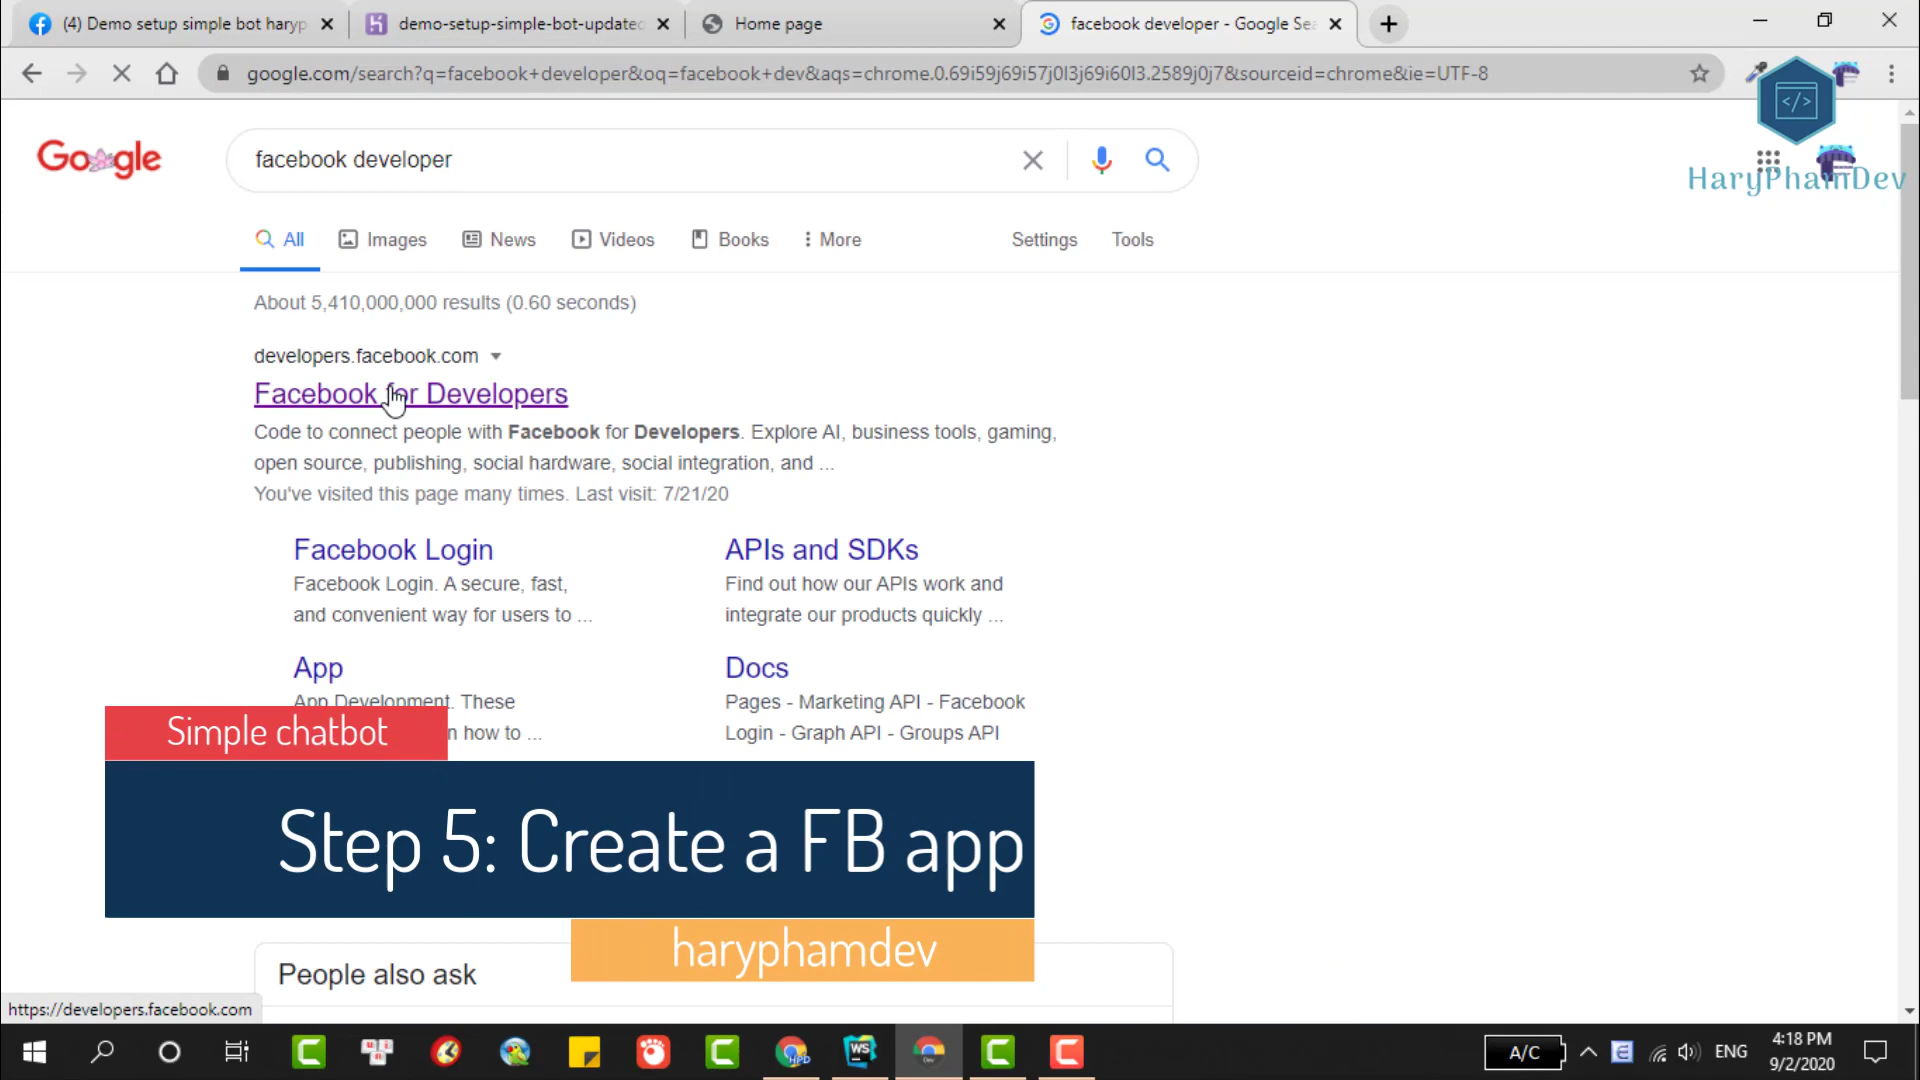 (4) Demo setup simple bot haryp
demo-setup-simple-bot-updated
Home page
facebook developer - Google Sea
google.com/search?q=facebook+developer&oq=facebook+dev&aqs=chrome.0.69i59j69i57j0l3j69i60l3.2589j0j7&sourceid=chrome&ie=UTF-8
Google
facebook developer
HaryPhamDev
All
Images
News
Videos
Books
More
Settings
Tools
About 5,410,000,000 results (0.60 seconds)
developers.facebook.com
Facebook for Developers
Code to connect people with Facebook for Developers. Explore AI, business tools, gaming,
open source, publishing, social hardware, social integration, and ...
You've visited this page many times. Last visit: 7/21/20
Facebook Login
Facebook Login. A secure, fast,
and convenient way for users to ...
APIs and SDKs
Find out how our APIs work and
integrate our products quickly ...
App
App Development. These
how to ...
Docs
Pages - Marketing API - Facebook
Login - Graph API - Groups API
Simple chatbot
Step 5: Create a FB app
haryphamdev
People also ask
https://developers.facebook.com
A/C
ENG
4:18 PM
9/2/2020